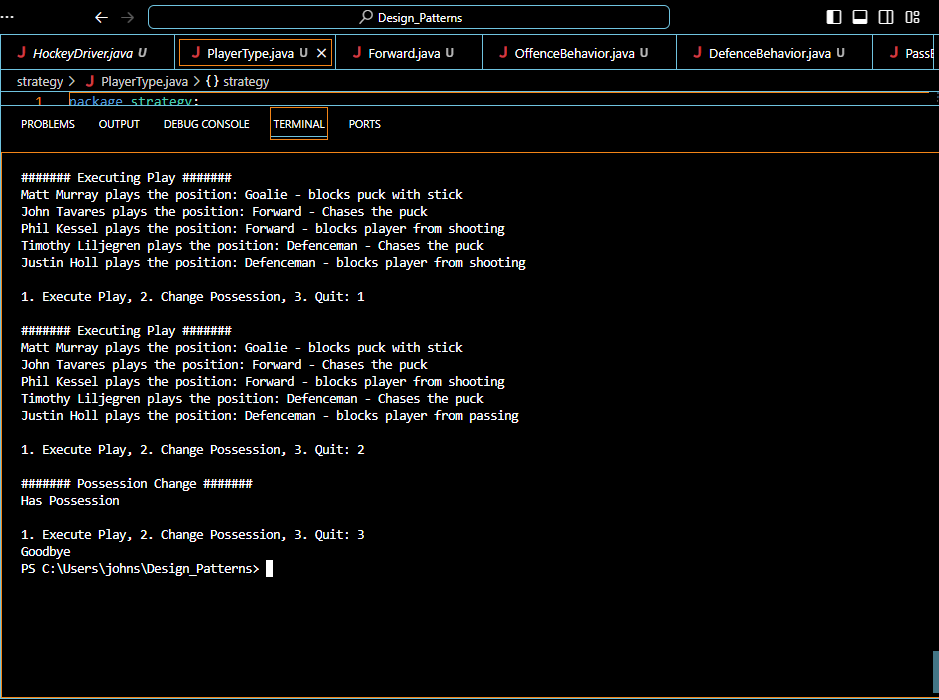 Design_Patterns
HockeyDriver.java U
PlayerType.java U
Forward.java U
OffenceBehavior.java U
DefenceBehavior.java U
strategy > PlayerType.java > {} strategy
1 package strategy;
PROBLEMS OUTPUT DEBUG CONSOLE TERMINAL PORTS
####### Executing Play #######
Matt Murray plays the position: Goalie - blocks puck with stick
John Tavares plays the position: Forward - Chases the puck
Phil Kessel plays the position: Forward - blocks player from shooting
Timothy Liljegren plays the position: Defenceman - Chases the puck
Justin Holl plays the position: Defenceman - blocks player from shooting
1. Execute Play, 2. Change Possession, 3. Quit: 1
####### Executing Play #######
Matt Murray plays the position: Goalie - blocks puck with stick
John Tavares plays the position: Forward - Chases the puck
Phil Kessel plays the position: Forward - blocks player from shooting
Timothy Liljegren plays the position: Defenceman - Chases the puck
Justin Holl plays the position: Defenceman - blocks player from passing
1. Execute Play, 2. Change Possession, 3. Quit: 2
####### Possession Change #######
Has Possession
1. Execute Play, 2. Change Possession, 3. Quit: 3
Goodbye
PS C:\Users\johns\Design_Patterns>